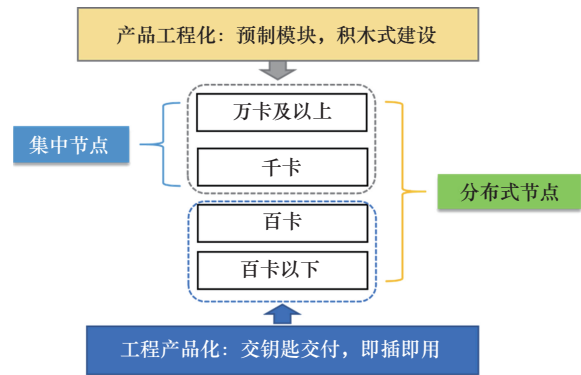 产品工程化：预制模块，积木式建设
万卡及以上
集中节点
千卡
分布式节点
百卡
百卡以下
工程产品化：交钥匙交付，即插即用